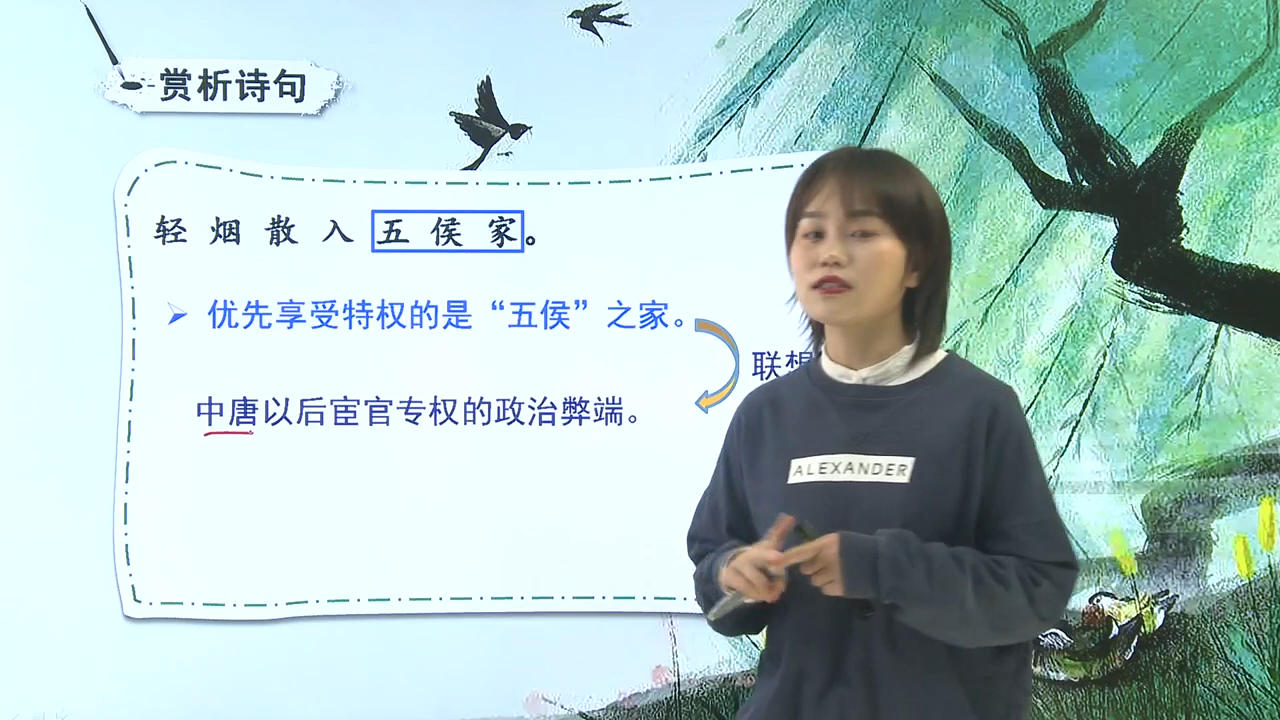 赏析诗句
轻烟散入五侯家。
优先享受特权的是“五侯”之家。
联想
中唐以后宦官专权的政治弊端。
ALEXANDER